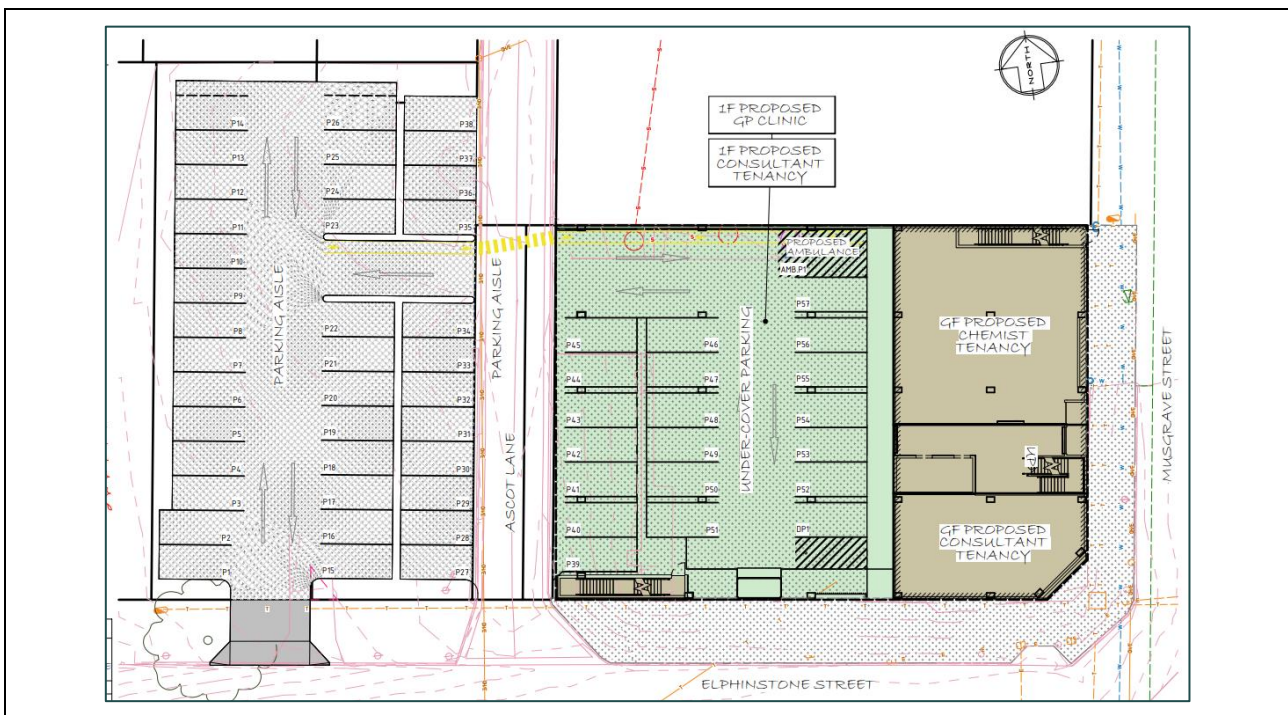 NORTH
1F PROPOSED
GP CLINIC
1F PROPOSED
CONSULTANT
TENANCY
P14
P13
P12
P11
P10
P9
P8
P7
P6
P5
P4
P3
P2
P1
PARKING AISLE
P26
P25
P24
P23
P22
P21
P20
P19
P18
P17
P16
P15
P38
P37
P36
P35
P34
P33
P32
P31
P30
P29
P28
P27
PARKING AISLE
ASCOT LANE
P45
P44
P43
P42
P41
P40
P39
P46
P47
P48
P49
P50
P51
UNDER-COVER PARKING
PROPOSED
AMBULANCE
AMB.P1
P57
P56
P55
P54
P53
P52
DP1
GF PROPOSED
CHEMIST
TENANCY
UP
GF PROPOSED
CONSULTANT
TENANCY
MUSGRAVE STREET
ELPHINSTONE STREET